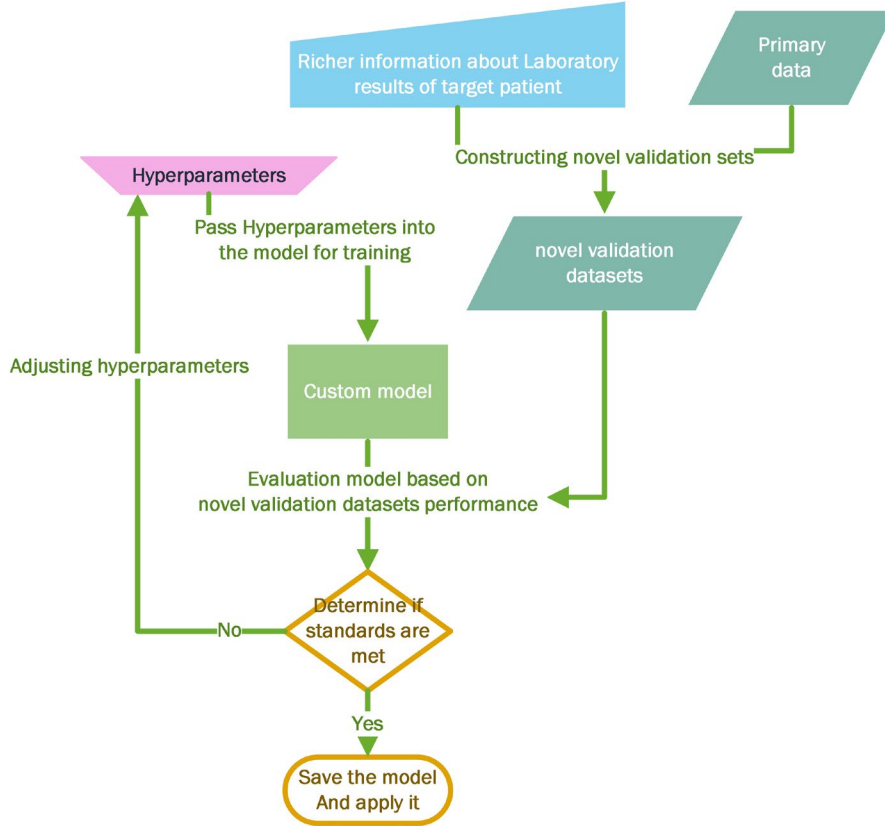 Richer information about Laboratory
results of target patient
Primary
data
Constructing novel validation sets
Hyperparameters
Pass Hyperparameters into
the model for training
novel validation
datasets
Adjusting hyperparameters
Custom model
Evaluation model based on
novel validation datasets performance
Determine if
standards are
met
No
Yes
Save the model
And apply it